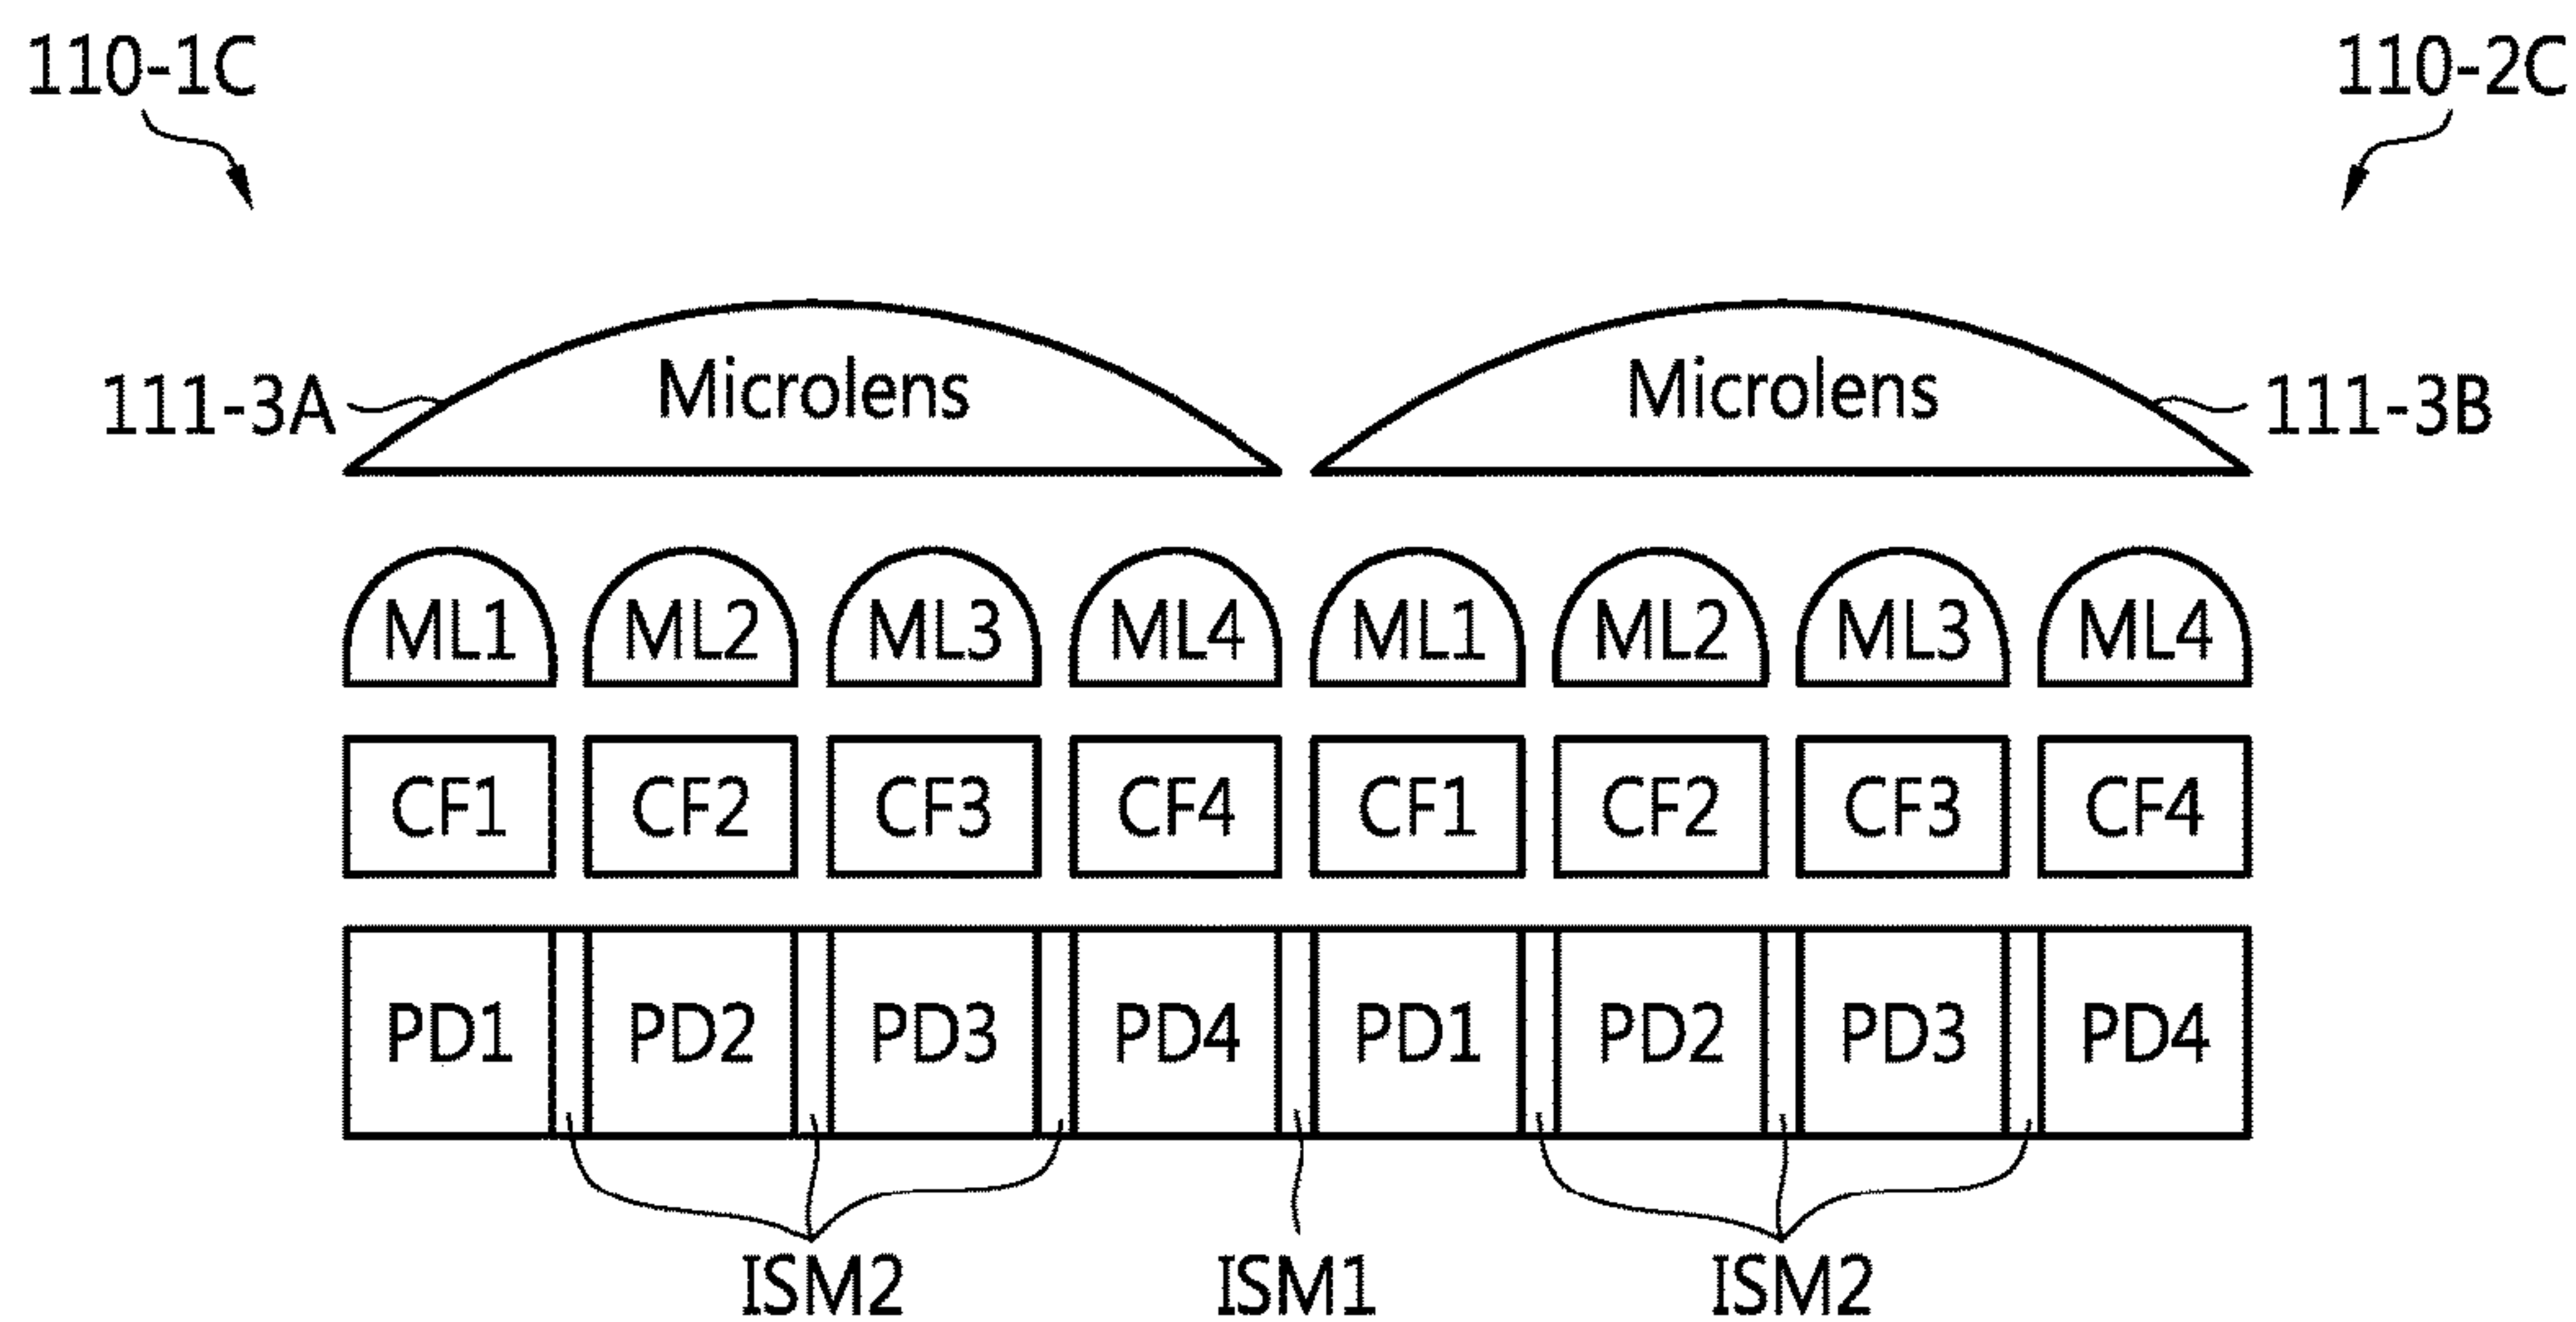 110-1C 110-2C
Microlens Microlens
111-3A 111-3B
ML1 ML2 ML3 ML4 ML1 ML2 ML3 ML4
CF1 CF2 CF3 CF4 CF1 CF2 CF3 CF4
PD1 PD2 PD3 PD4 PD1 PD2 PD3 PD4
ISM2 ISM1 ISM2